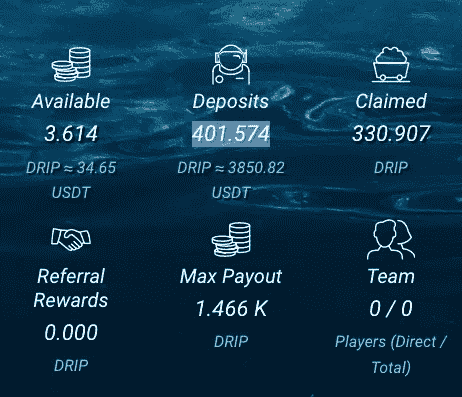 Available
Deposits
Claimed
3.614
401.574
330.907
DRIP ≈ 34.65
USDT
DRIP ≈ 3850.82
USDT
DRIP
Referral
Rewards
Max Payout
Team
0.000
1.466 K
0 / 0
DRIP
DRIP
Players (Direct /
Total)